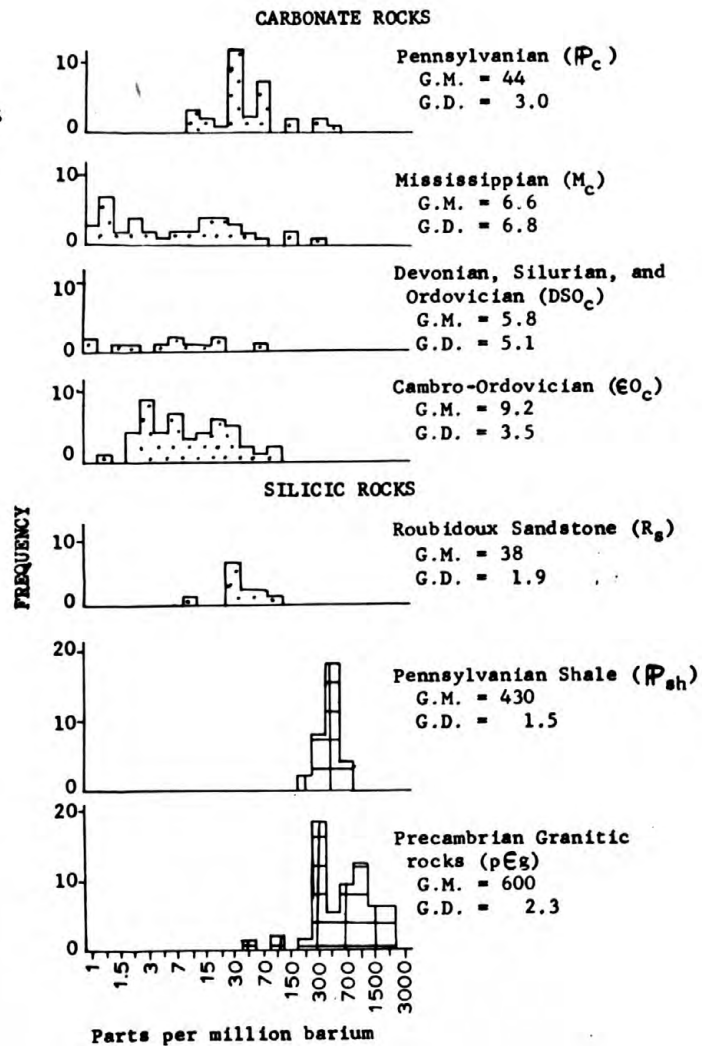 CARBONATE ROCKS
10
0
Pennsylvanian (ℙc)
G.M. = 44
G.D. = 3.0
10
0
Mississippian (Mc)
G.M. = 6.6
G.D. = 6.8
10
0
Devonian, Silurian, and
Ordovician (DSOc)
G.M. = 5.8
G.D. = 5.1
10
0
Cambro-Ordovician (ЄOc)
G.M. = 9.2
G.D. = 3.5
SILICIC ROCKS
FREQUENCY
10
0
Roubidoux Sandstone (Rs)
G.M. = 38
G.D. = 1.9
20
10
0
Pennsylvanian Shale (ℙsh)
G.M. = 430
G.D. = 1.5
20
10
0
Precambrian Granitic
rocks (pЄg)
G.M. = 600
G.D. = 2.3
1 1.5 3 7 15 30 70 150 300 700 1500 3000
Parts per million barium